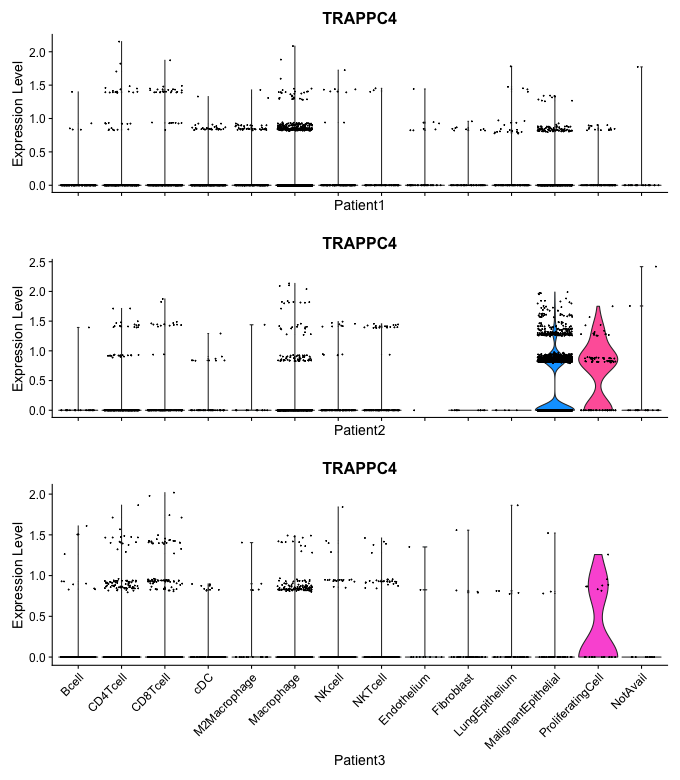 TRAPPC4
Expression Level
2.0
1.5
1.0
0.5
0.0
Patient1
TRAPPC4
Expression Level
2.5
2.0
1.5
1.0
0.5
0.0
Patient2
TRAPPC4
Expression Level
2.0
1.5
1.0
0.5
0.0
Bcell
CD4Tcell
CD8Tcell
cDC
M2Macrophage
Macrophage
NKcell
NKTcell
Endothelium
Fibroblast
LungEpithelium
MalignantEpithelial
ProliferatingCell
NotAvail
Patient3